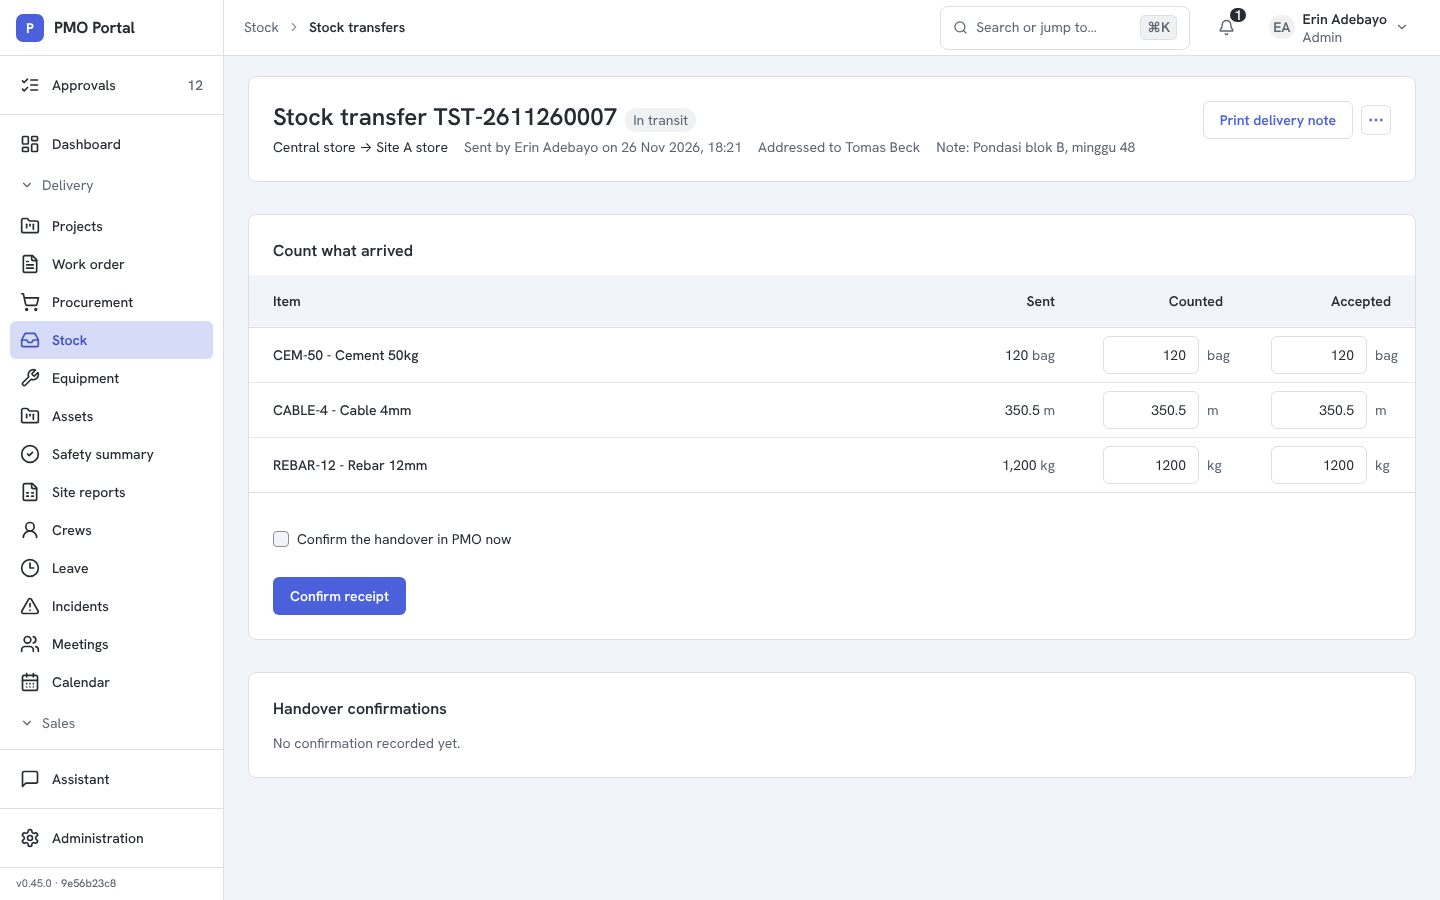 P PMO Portal
Stock > Stock transfers
Search or jump to... ⌘K
1
EA Erin Adebayo
Admin
Approvals 12
Dashboard
Delivery
Projects
Work order
Procurement
Stock
Equipment
Assets
Safety summary
Site reports
Crews
Leave
Incidents
Meetings
Calendar
Sales
Assistant
Administration
v0.45.0 · 9e56b23c8
Stock transfer TST-2611260007 In transit
Print delivery note
Central store → Site A store Sent by Erin Adebayo on 26 Nov 2026, 18:21 Addressed to Tomas Beck Note: Pondasi blok B, minggu 48
Count what arrived
Item Sent Counted Accepted
CEM-50 - Cement 50kg 120 bag 120 bag 120 bag
CABLE-4 - Cable 4mm 350.5 m 350.5 m 350.5 m
REBAR-12 - Rebar 12mm 1,200 kg 1200 kg 1200 kg
Confirm the handover in PMO now
Confirm receipt
Handover confirmations
No confirmation recorded yet.